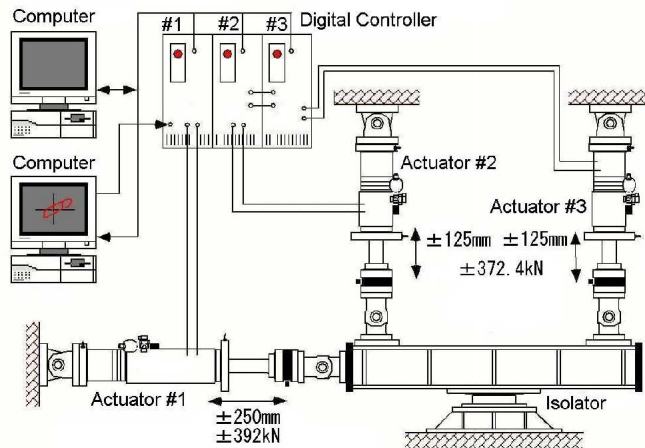 Computer
#1 #2 #3
Digital Controller
Computer
Actuator #2
Actuator #3
±125mm ±125mm
±372.4kN
Actuator #1
±250mm
±392kN
Isolator